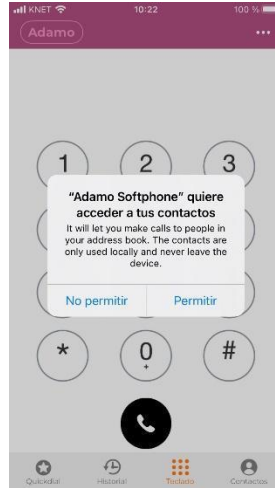 KNET 10:22 100 %
Adamo
1 2 3
“Adamo Softphone” quiere
acceder a tus contactos
It will let you make calls to people in
your address book. The contacts are
only used locally and never leave the
device.
No permitir Permitir
* 0 #
+
Quickdial Historial Teclado Contactos